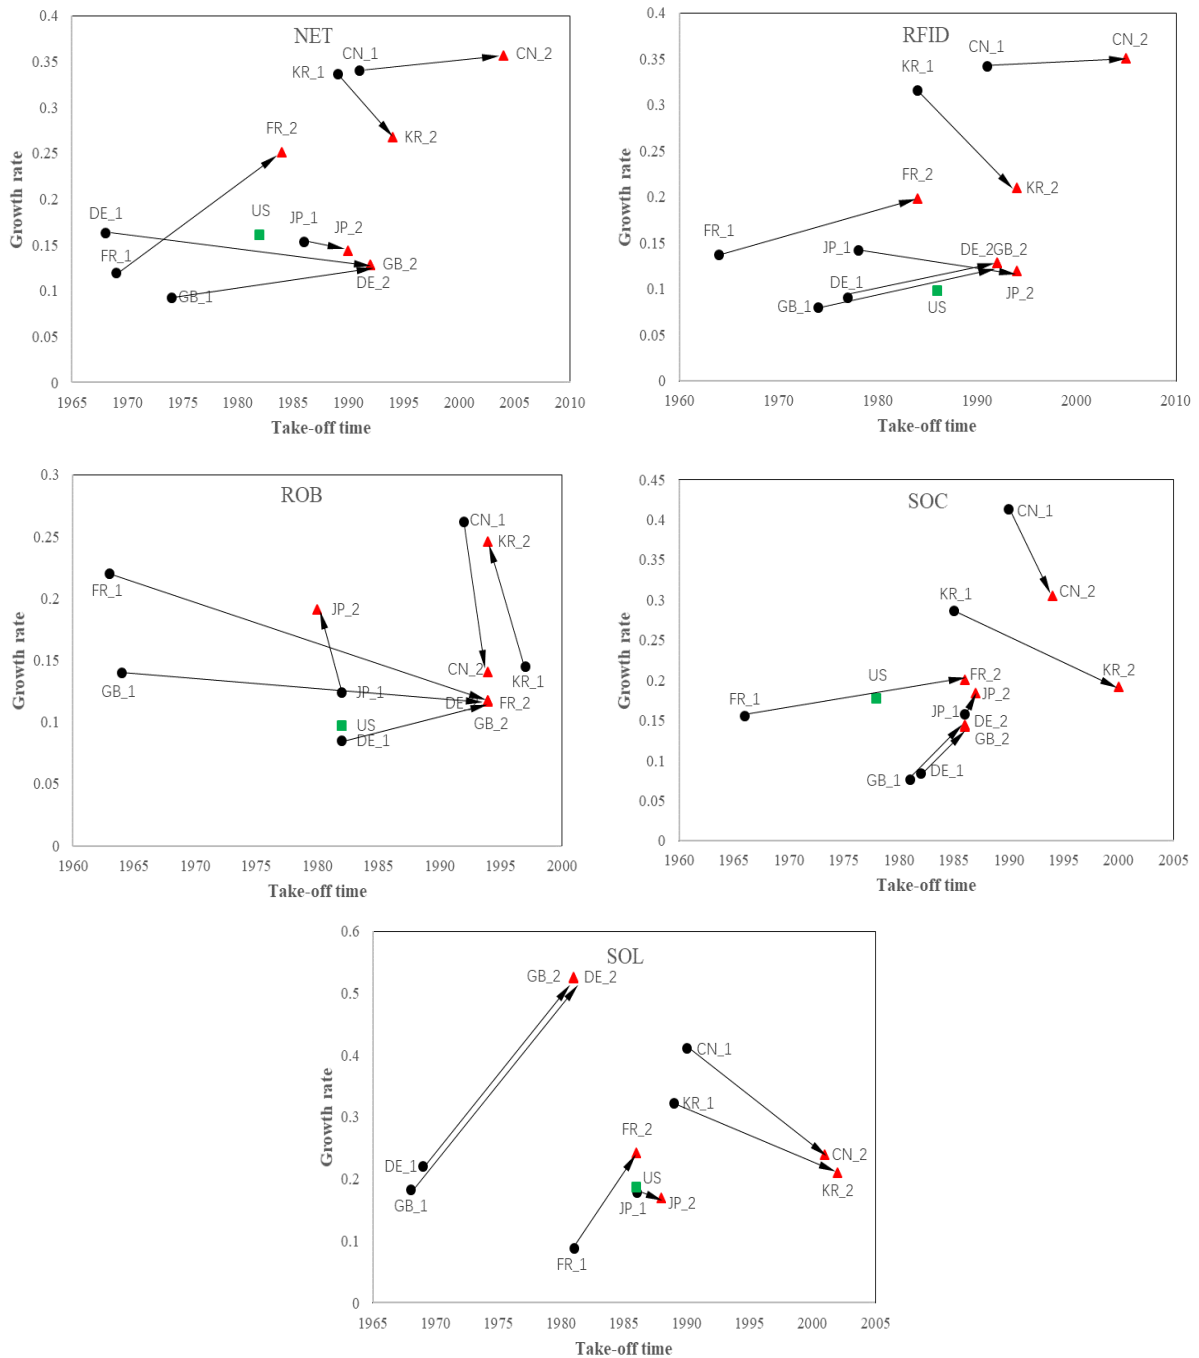 NET
0.4
0.35
0.3
0.25
0.2
0.15
0.1
0.05
0
Growth rate
CN_1
CN_2
KR_1
KR_2
FR_2
DE_1
US
JP_1
JP_2
FR_1
GB_2
DE_2
GB_1
1965 1970 1975 1980 1985 1990 1995 2000 2005 2010
Take-off time
RFID
0.4
0.35
0.3
0.25
0.2
0.15
0.1
0.05
0
Growth rate
CN_1
CN_2
KR_1
KR_2
FR_2
FR_1
JP_1
DE_2GB_2
DE_1
JP_2
GB_1
US
1960 1970 1980 1990 2000 2010
Take-off time
ROB
0.3
0.25
0.2
0.15
0.1
0.05
0
Growth rate
CN_1
KR_2
FR_1
JP_2
CN_2
KR_1
GB_1
JP_1
DE_2
FR_2
US
GB_2
DE_1
1960 1965 1970 1975 1980 1985 1990 1995 2000
Take-off time
SOC
0.45
0.4
0.35
0.3
0.25
0.2
0.15
0.1
0.05
0
Growth rate
CN_1
CN_2
KR_1
KR_2
US
FR_2
FR_1
JP_2
JP_1
DE_2
GB_2
DE_1
GB_1
1960 1965 1970 1975 1980 1985 1990 1995 2000 2005
Take-off time
SOL
0.6
0.5
0.4
0.3
0.2
0.1
0
Growth rate
GB_2
DE_2
CN_1
KR_1
FR_2
DE_1
CN_2
US
KR_2
GB_1
JP_1
JP_2
FR_1
1965 1970 1975 1980 1985 1990 1995 2000 2005
Take-off time